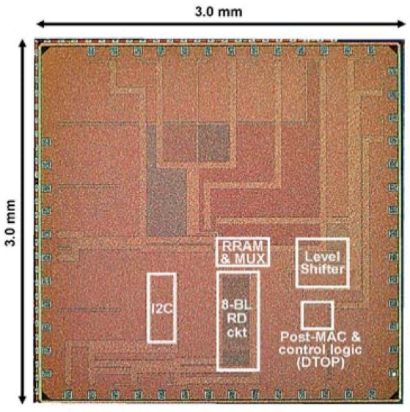 3.0 mm
3.0 mm
RRAM
& MUX
Level
Shifter
I2C
8-BL
RD
ckt
Post-MAC &
control logic
(DTOP)